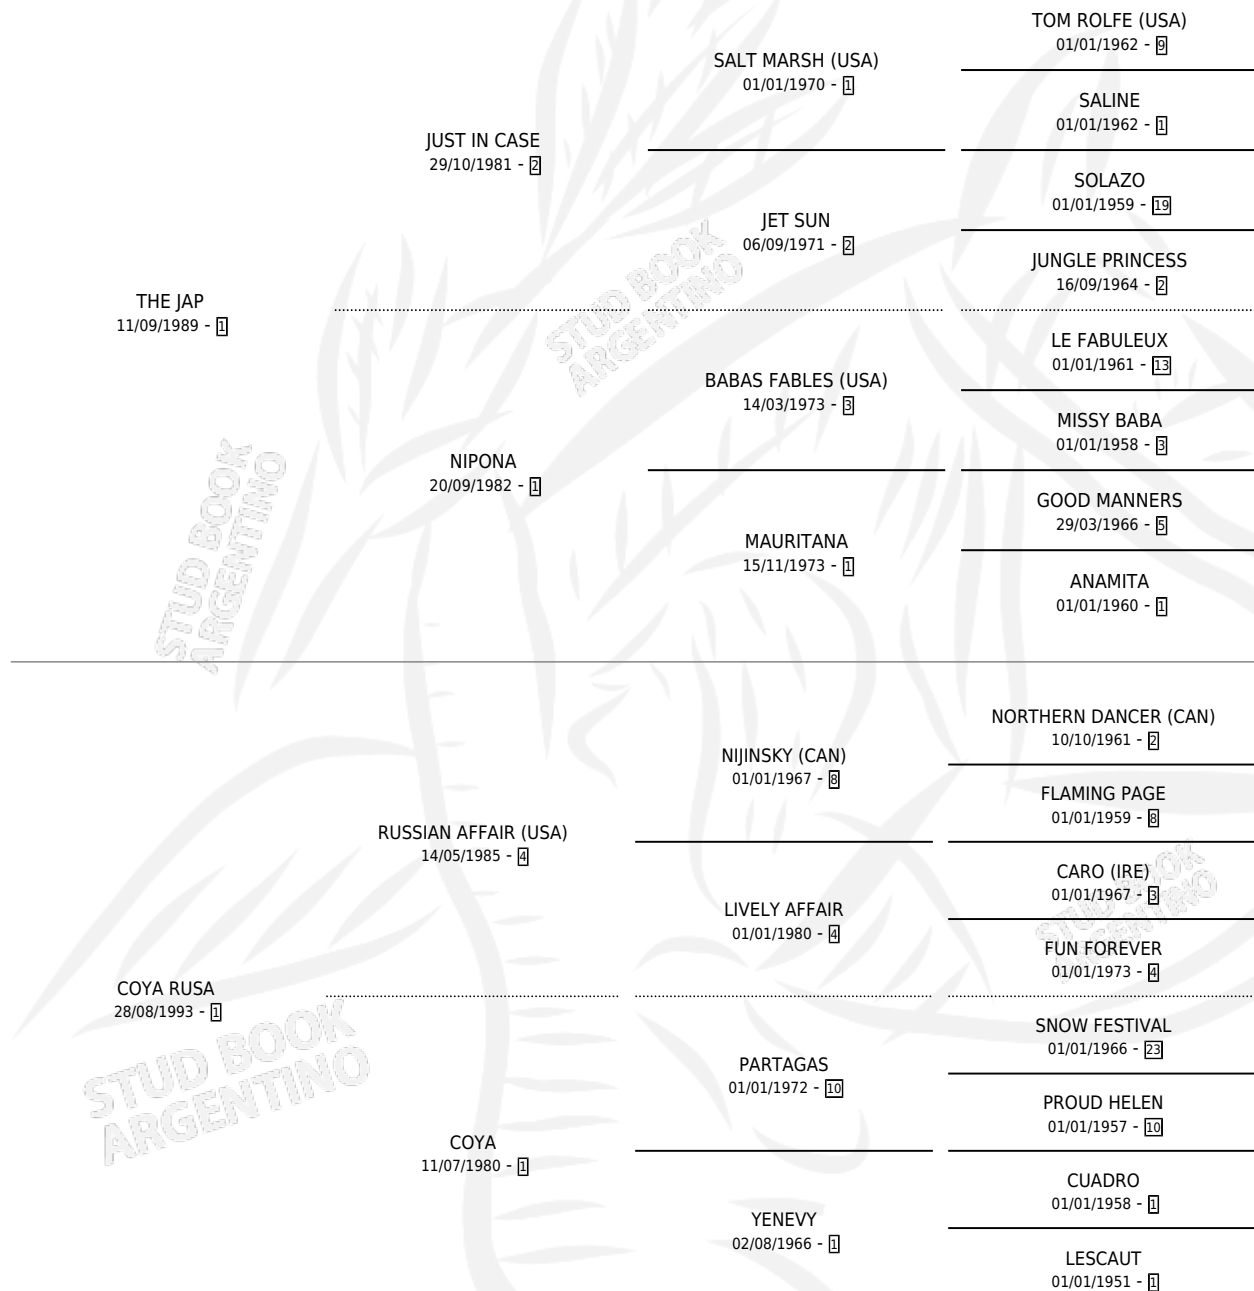 TOM ROLFE (USA)
01/01/1962 - 9
SALT MARSH (USA)
01/01/1970 - 1
SALINE
01/01/1962 - 1
JUST IN CASE
29/10/1981 - 2
SOLAZO
01/01/1959 - 19
JET SUN
06/09/1971 - 2
JUNGLE PRINCESS
16/09/1964 - 2
THE JAP
11/09/1989 - 1
LE FABULEUX
01/01/1961 - 13
BABAS FABLES (USA)
14/03/1973 - 3
MISSY BABA
01/01/1958 - 3
NIPONA
20/09/1982 - 1
GOOD MANNERS
29/03/1966 - 5
MAURITANA
15/11/1973 - 1
ANAMITA
01/01/1960 - 1
STUD BOOK
ARGENTINO
STUD BOOK
ARGENTINO
NORTHERN DANCER (CAN)
10/10/1961 - 2
NIJINSKY (CAN)
01/01/1967 - 8
FLAMING PAGE
01/01/1959 - 8
RUSSIAN AFFAIR (USA)
14/05/1985 - 4
CARO (IRE)
01/01/1967 - 3
LIVELY AFFAIR
01/01/1980 - 4
FUN FOREVER
01/01/1973 - 4
COYA RUSA
28/08/1993 - 1
SNOW FESTIVAL
01/01/1966 - 23
PARTAGAS
01/01/1972 - 10
PROUD HELEN
01/01/1957 - 10
COYA
11/07/1980 - 1
CUADRO
01/01/1958 - 1
YENEVY
02/08/1966 - 1
LESCAUT
01/01/1951 - 1
STUD BOOK
ARGENTINO
STUD BOOK
ARGENTINO